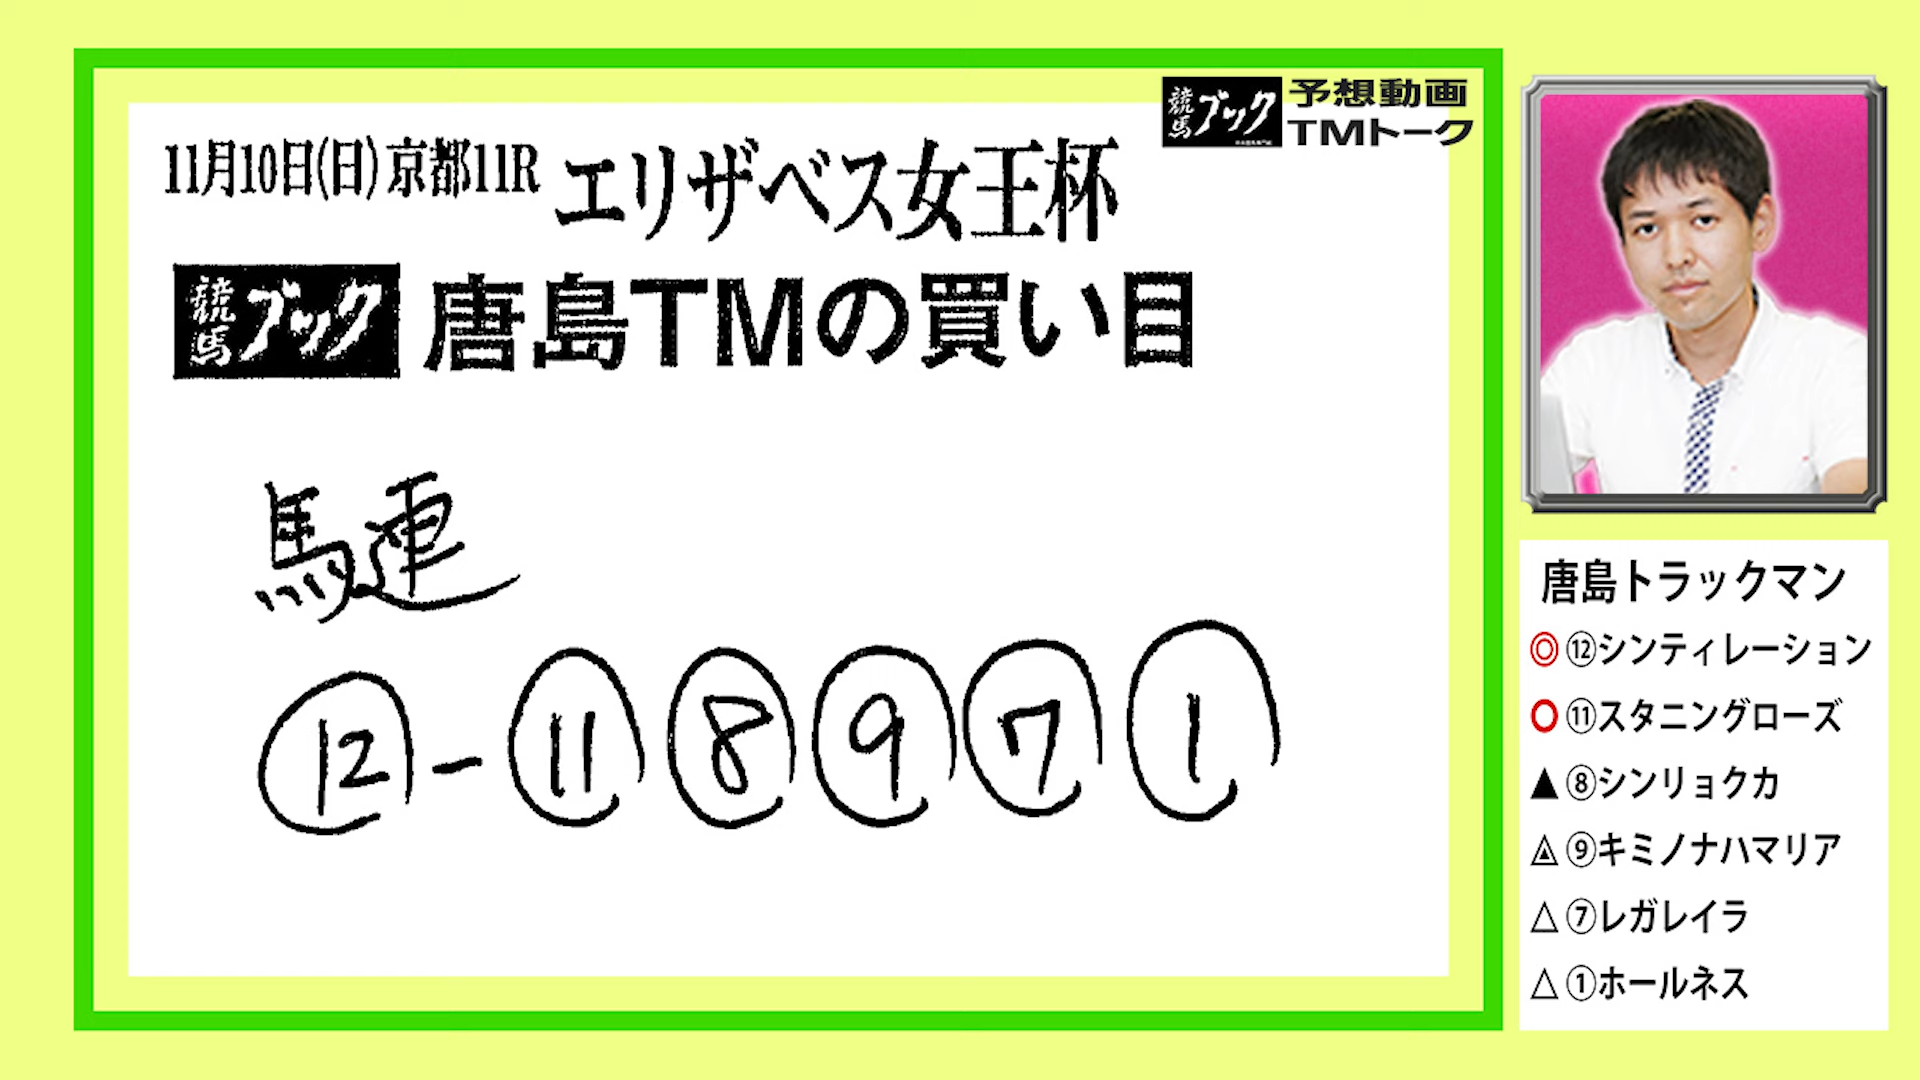 競馬ブック 予想動画
TMトーク
11月10日(日)京都11R エリザベス女王杯
競馬ブック 唐島TMの買い目
馬連
⑫-⑪⑧⑨⑦①
唐島トラックマン
◎⑫シンティレーション
○⑪スタニングローズ
▲⑧シンリョクカ
◬⑨キミノナハマリア
△⑦レガレイラ
△①ホールネス